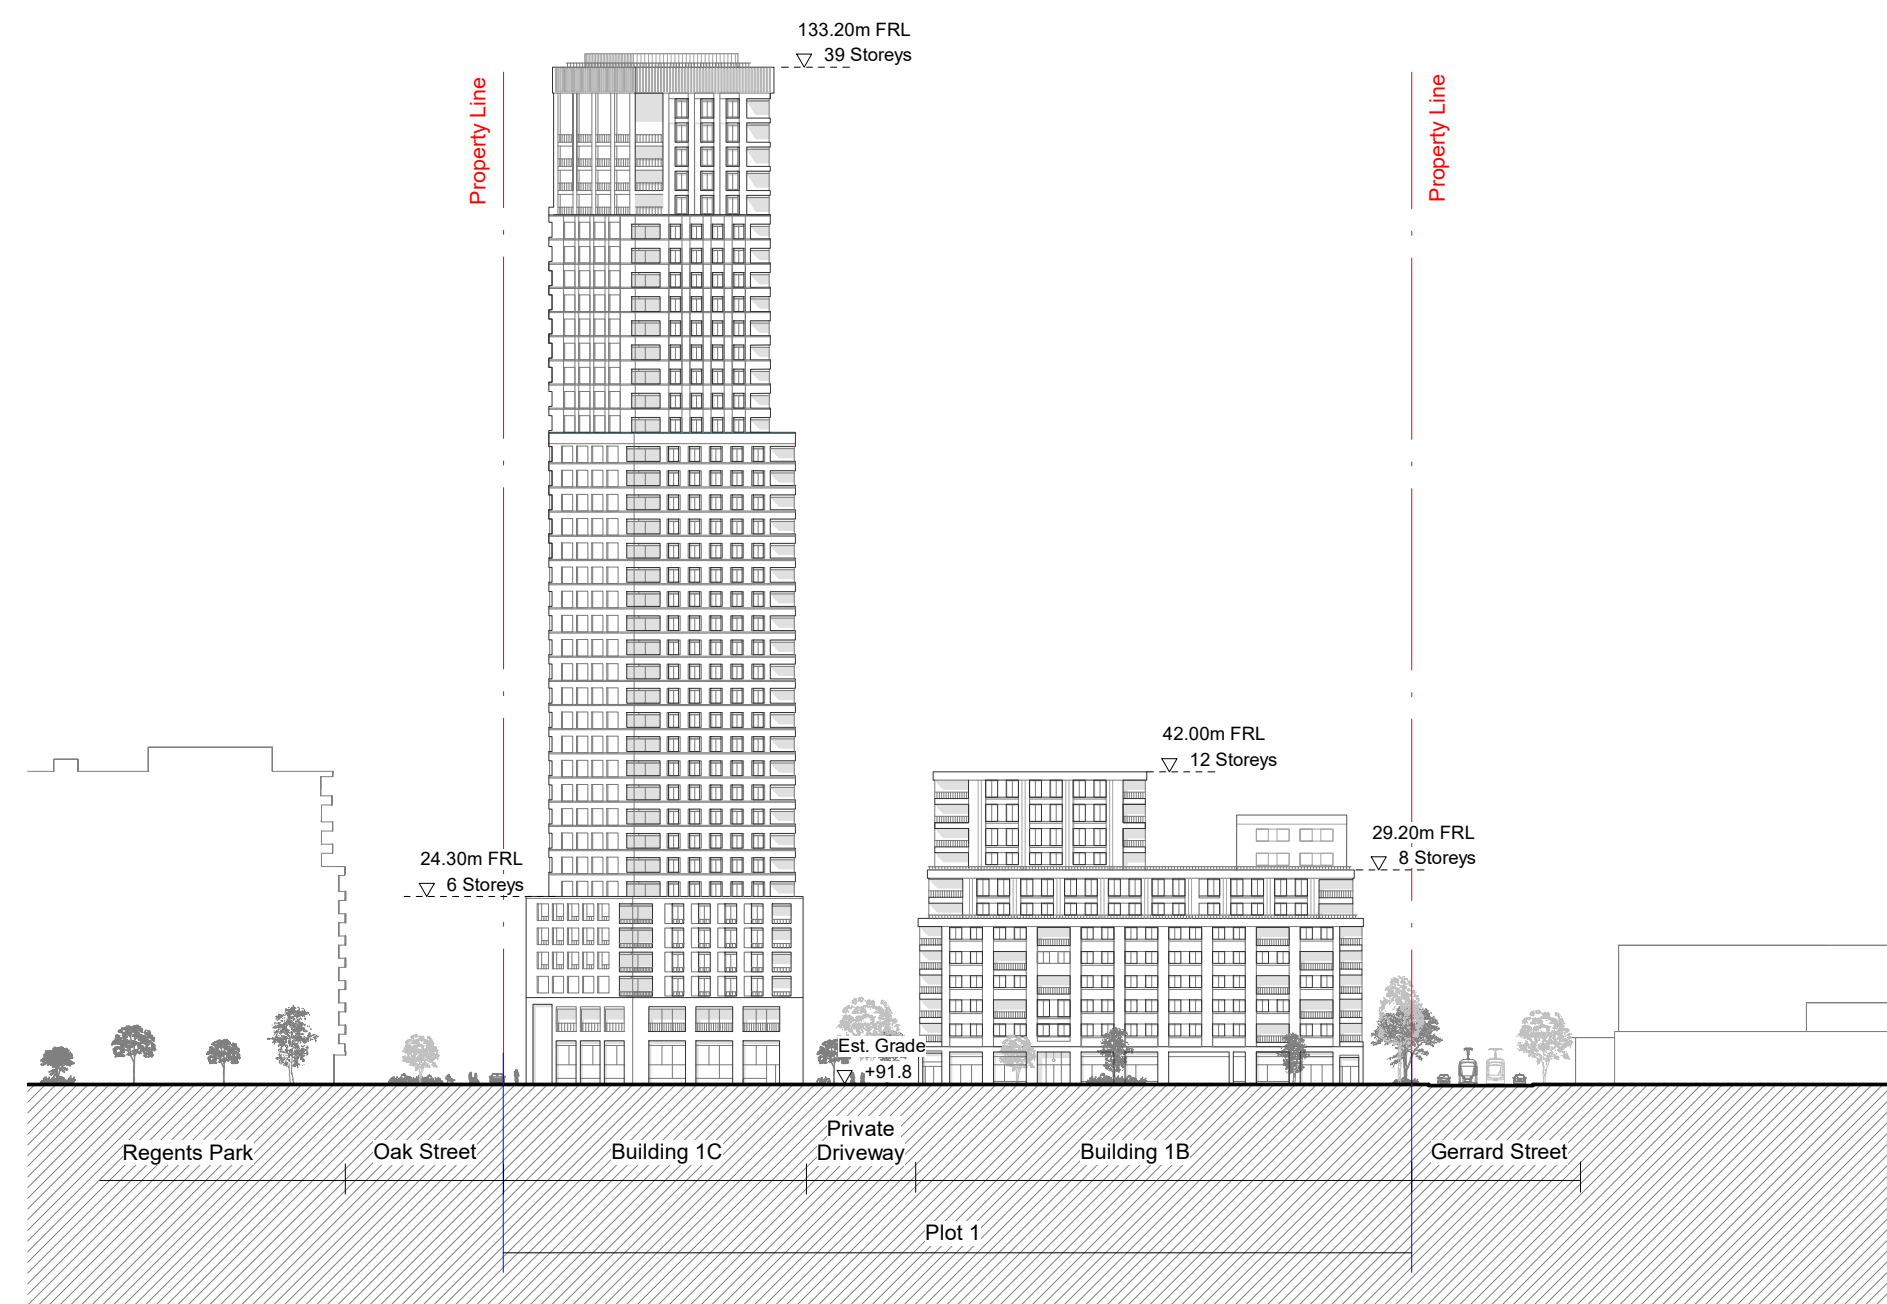 133.20m FRL
39 Storeys
Property Line
Property Line
42.00m FRL
12 Storeys
29.20m FRL
8 Storeys
24.30m FRL
6 Storeys
Est. Grade
+91.8
Regents Park
Oak Street
Building 1C
Private
Driveway
Building 1B
Gerrard Street
Plot 1